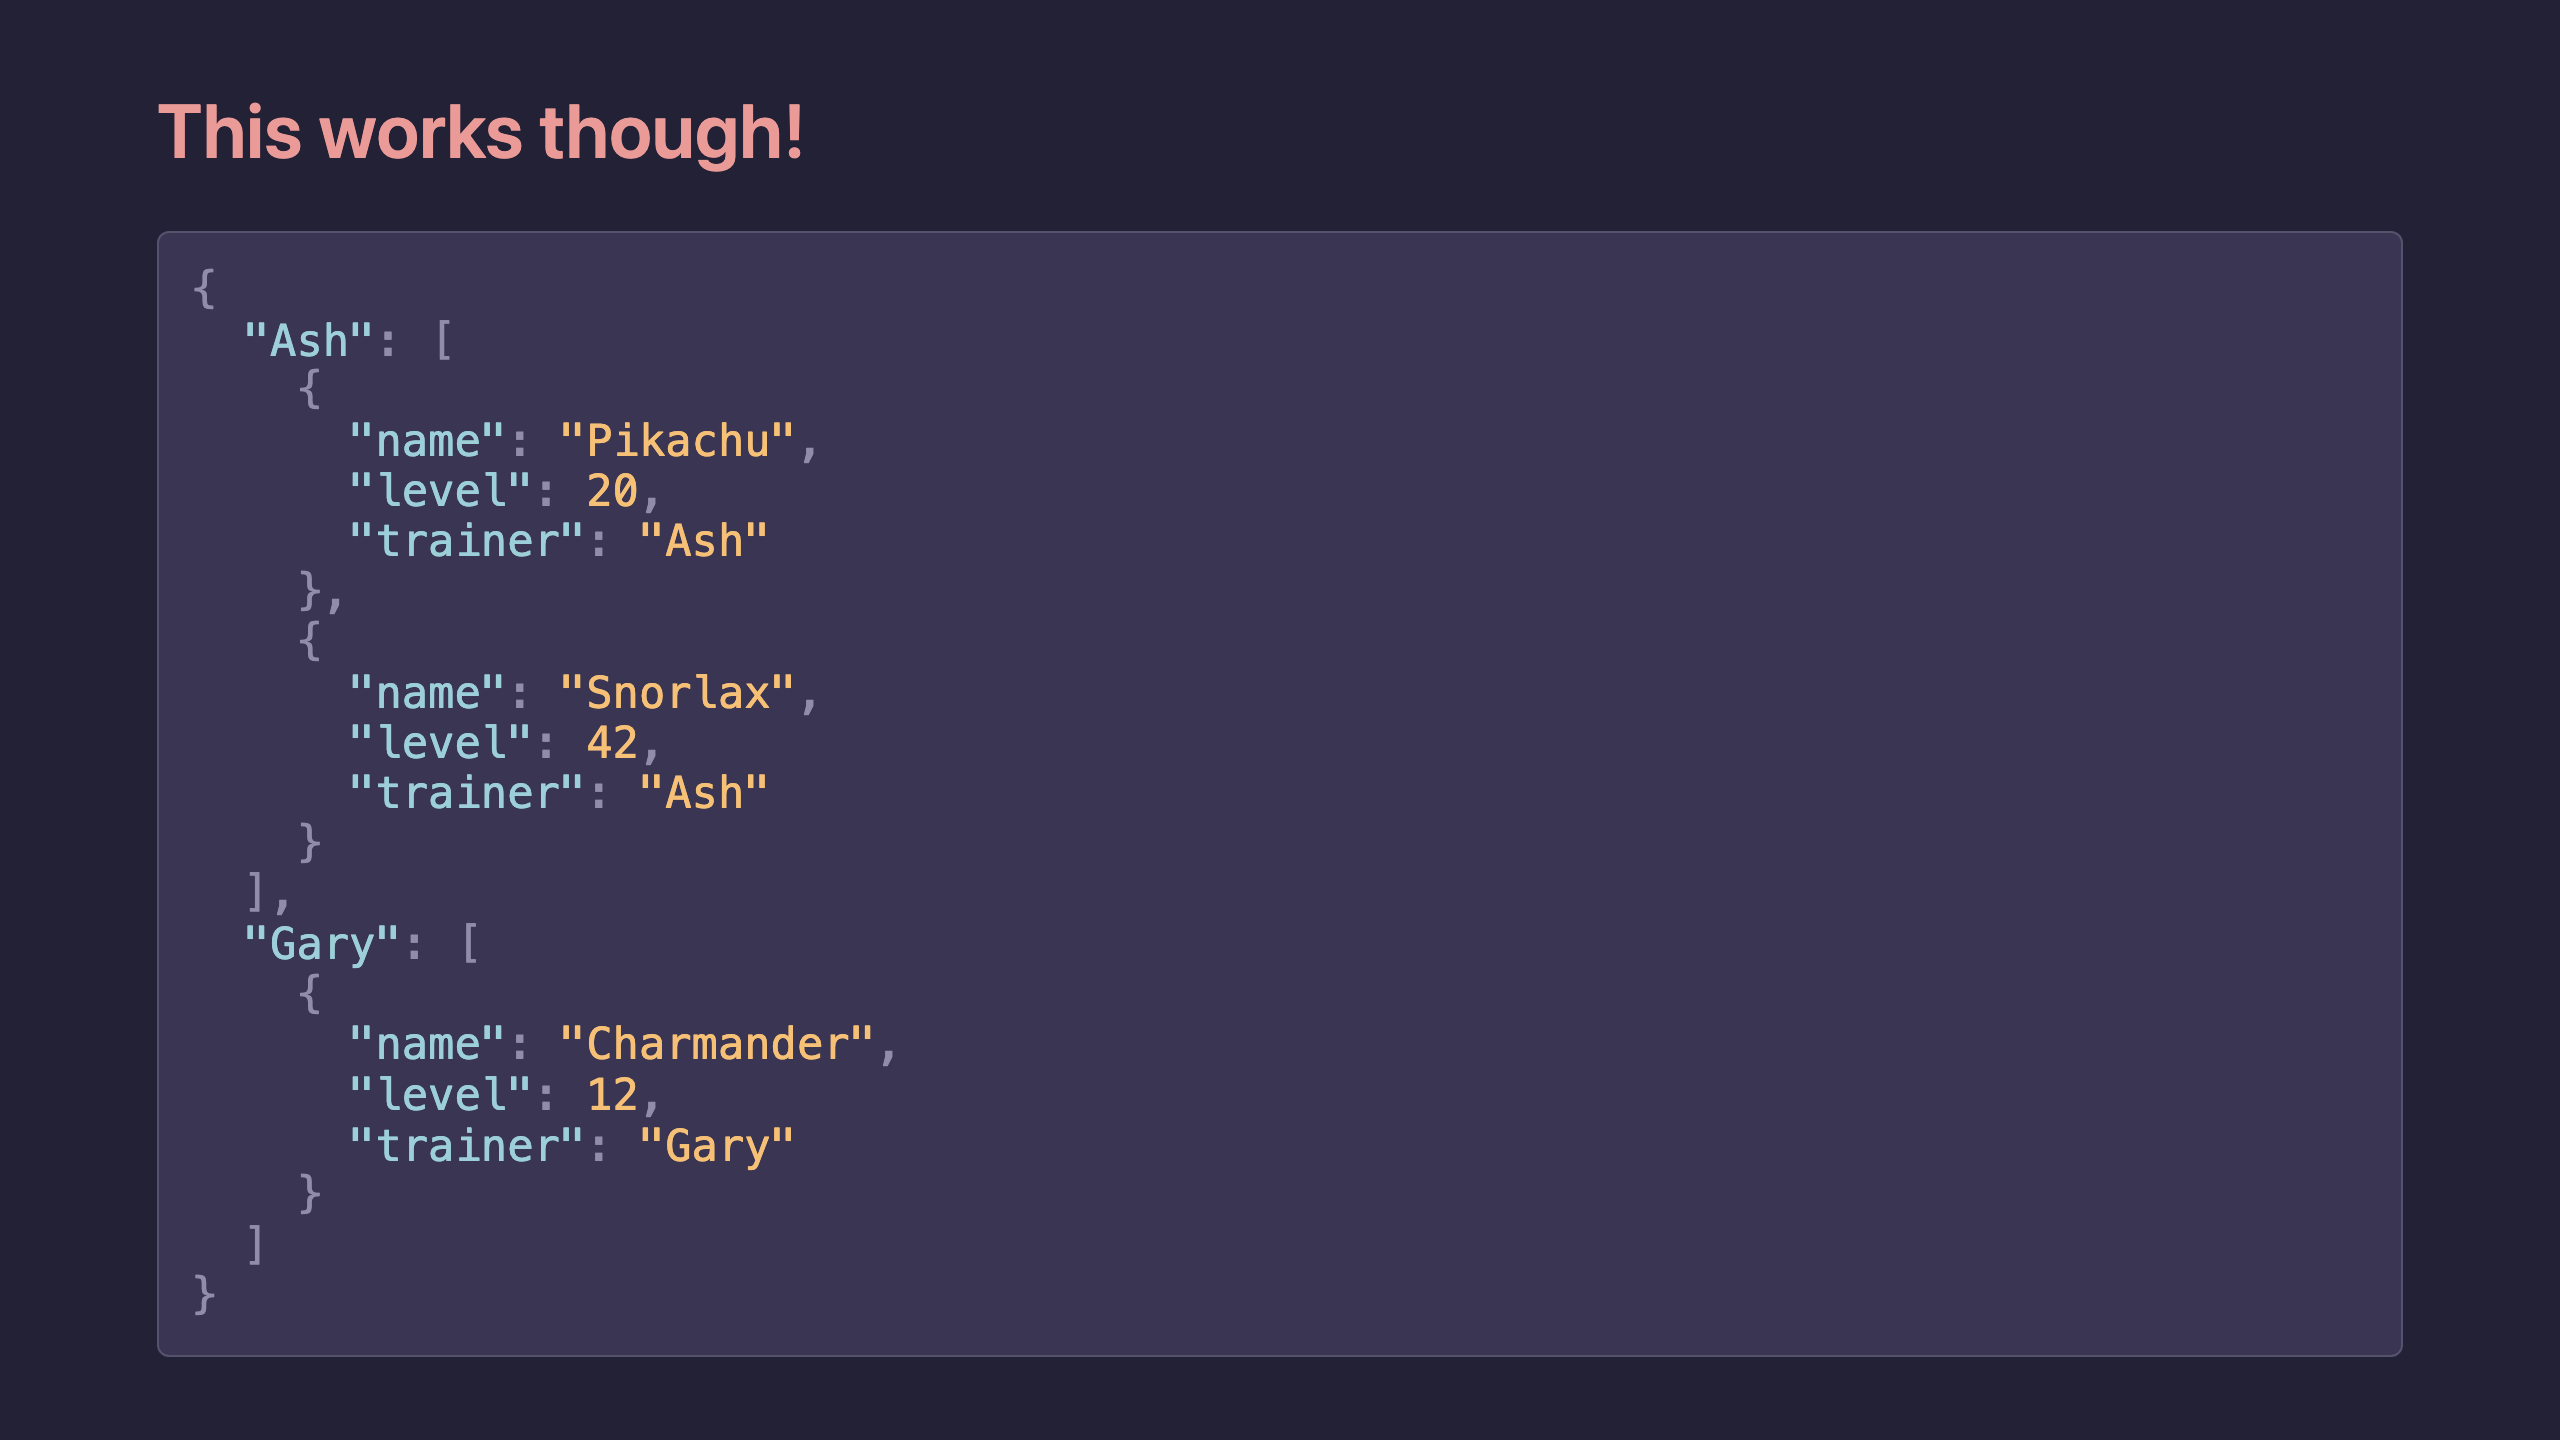 This works though!
{
  "Ash": [
    {
      "name": "Pikachu",
      "level": 20,
      "trainer": "Ash"
    },
    {
      "name": "Snorlax",
      "level": 42,
      "trainer": "Ash"
    }
  ],
  "Gary": [
    {
      "name": "Charmander",
      "level": 12,
      "trainer": "Gary"
    }
  ]
}